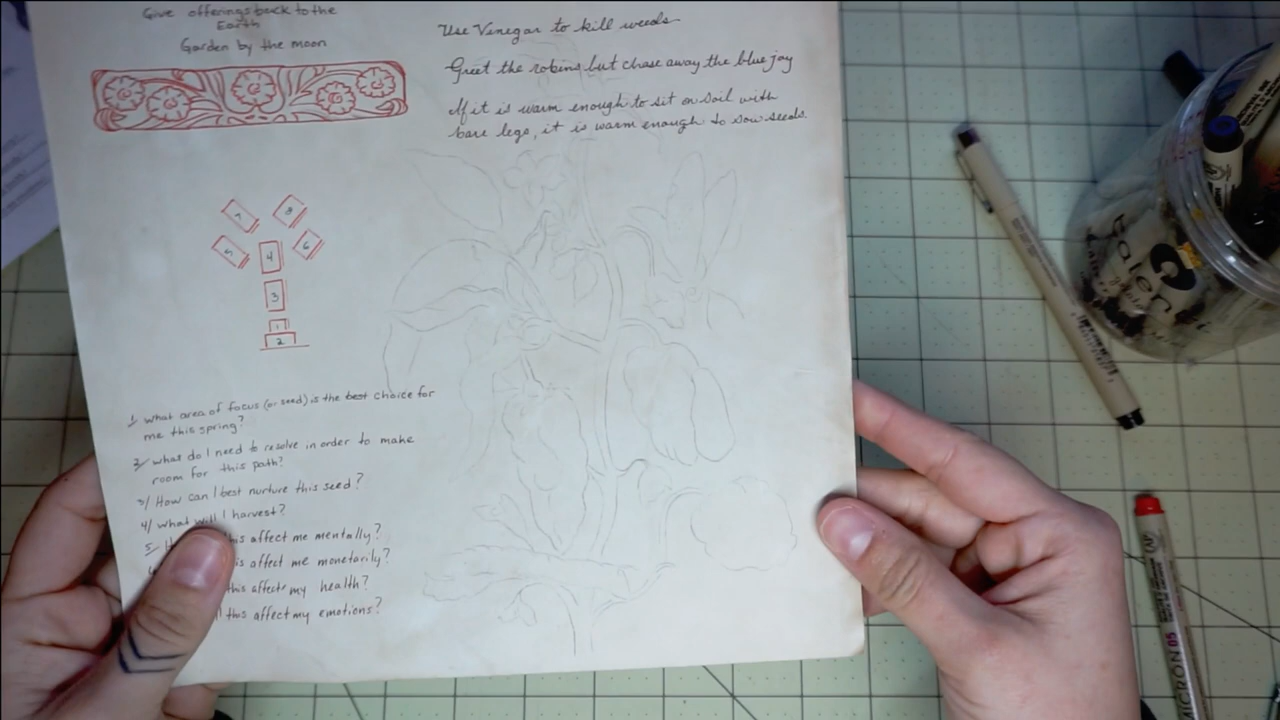 Give offerings back to the
Earth
Garden by the moon
Use Vinegar to kill weeds
Greet the robins but chase away the blue jay
If it is warm enough to sit on soil with
bare legs, it is warm enough to sow seeds.
7
8
5
4
6
3
1
2
1/ what area of focus (or seed) is the best choice for
me this spring?
2/ what do I need to resolve in order to make
room for this path?
3/ How can I best nurture this seed?
4/ what will I harvest?
5/ this affect me mentally?
affect me monetarily?
this affects my health?
this affect my emotions?
MICRON 05